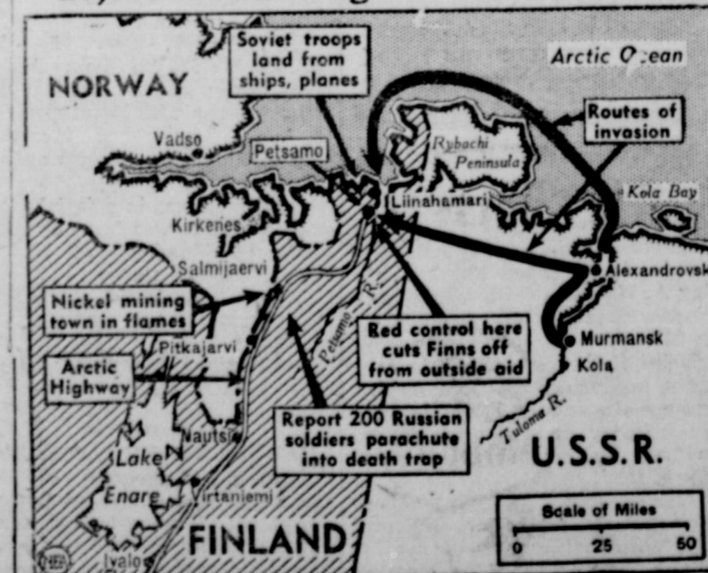 Soviet troops
land from
ships, planes
Arctic Ocean
NORWAY
Routes of
invasion
Vadso
Petsamo
Rybachi
Peninsula
Kola Bay
Liinahamari
Kirkenes
Salmijaervi
Alexandrovsk
Nickel mining
town in flames
Petsamo R.
Red control here
cuts Finns off
from outside aid
Murmansk
Kola
Pitkajarvi
Arctic
Highway
Report 200 Russian
soldiers parachute
into death trap
Tuloma R.
Nautsi
Lake
Enare
U.S.S.R.
Virtaniemi
Scale of Miles
0 25 50
FINLAND
NEA
Ivalo